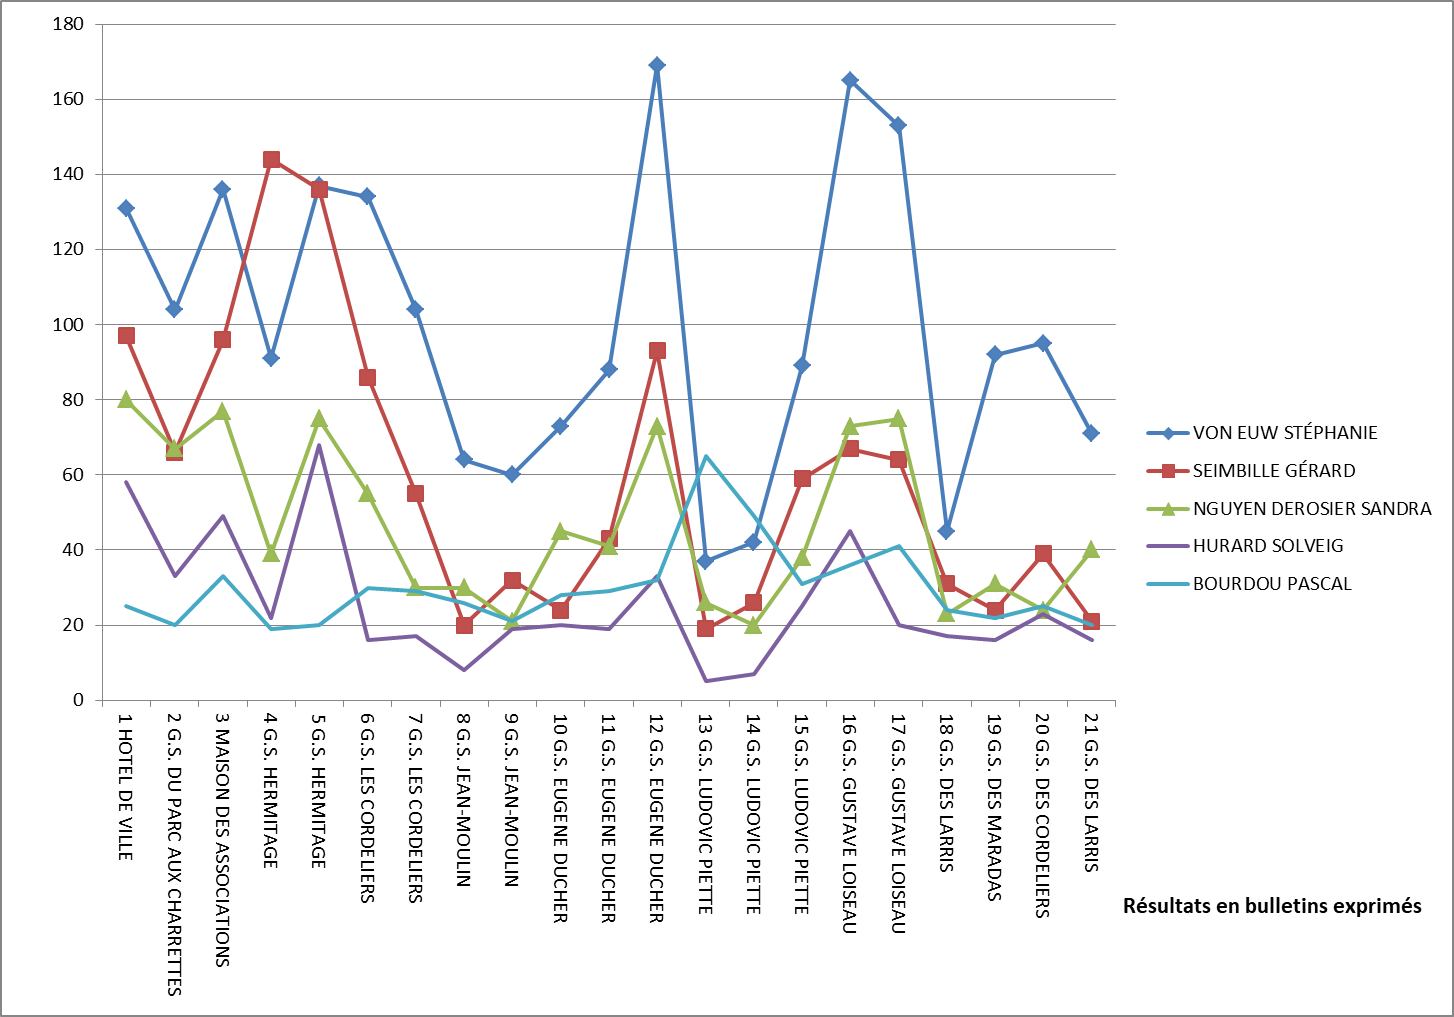 180
160
140
120
100
80
60
40
20
0
1 HOTEL DE VILLE
2 G.S. DU PARC AUX CHARRETTES
3 MAISON DES ASSOCIATIONS
4 G.S. HERMITAGE
5 G.S. HERMITAGE
6 G.S. LES CORDELIERS
7 G.S. LES CORDELIERS
8 G.S. JEAN-MOULIN
9 G.S. JEAN-MOULIN
10 G.S. EUGENE DUCHER
11 G.S. EUGENE DUCHER
12 G.S. EUGENE DUCHER
13 G.S. LUDOVIC PIETTE
14 G.S. LUDOVIC PIETTE
15 G.S. LUDOVIC PIETTE
16 G.S. GUSTAVE LOISEAU
17 G.S. GUSTAVE LOISEAU
18 G.S. DES LARRIS
19 G.S. DES MARADAS
20 G.S. DES CORDELIERS
21 G.S. DES LARRIS
VON EUW STÉPHANIE
SEIMBILLE GÉRARD
NGUYEN DEROSIER SANDRA
HURARD SOLVEIG
BOURDOU PASCAL
Résultats en bulletins exprimés